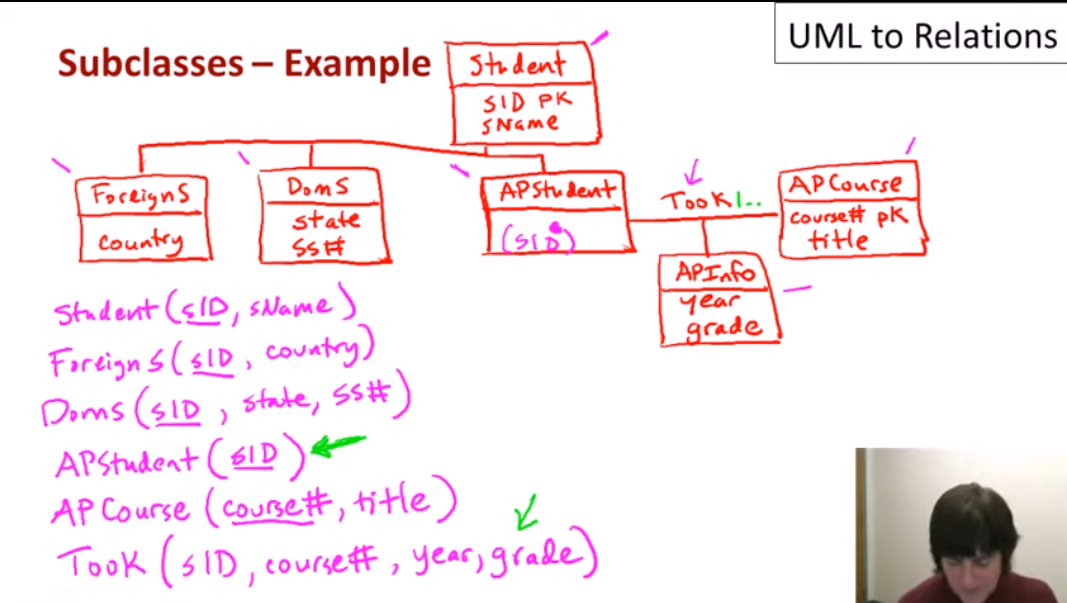 UML to Relations
Subclasses – Example
Student
SID PK
sName
ForeignS
country
DomS
state
SS#
APStudent
(SID)
Took 1..
APCourse
course# pK
title
APInfo
year
grade
Student (sID, sName)
ForeignS (sID, country)
DomS (sID, state, SS#)
APStudent (sID)
APCourse (course#, title)
Took (sID, course#, year, grade)